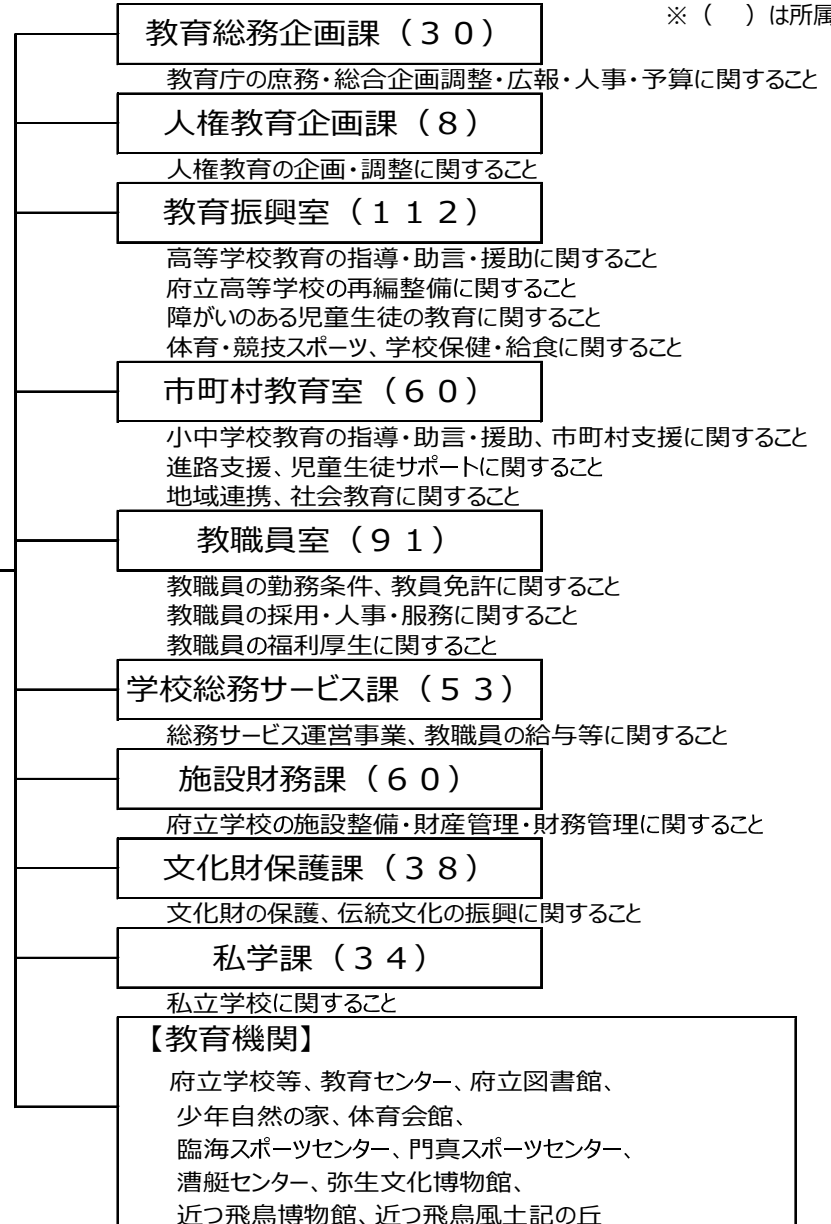 ※（　）は所属
教育総務企画課（３０）
教育庁の庶務・総合企画調整・広報・人事・予算に関すること
人権教育企画課（８）
人権教育の企画・調整に関すること
教育振興室（１１２）
高等学校教育の指導・助言・援助に関すること
府立高等学校の再編整備に関すること
障がいのある児童生徒の教育に関すること
体育・競技スポーツ、学校保健・給食に関すること
市町村教育室（６０）
小中学校教育の指導・助言・援助、市町村支援に関すること
進路支援、児童生徒サポートに関すること
地域連携、社会教育に関すること
教職員室（９１）
教職員の勤務条件、教員免許に関すること
教職員の採用・人事・服務に関すること
教職員の福利厚生に関すること
学校総務サービス課（５３）
総務サービス運営事業、教職員の給与等に関すること
施設財務課（６０）
府立学校の施設整備・財産管理・財務管理に関すること
文化財保護課（３８）
文化財の保護、伝統文化の振興に関すること
私学課（３４）
私立学校に関すること
【教育機関】
府立学校等、教育センター、府立図書館、
少年自然の家、体育会館、
臨海スポーツセンター、門真スポーツセンター、
漕艇センター、弥生文化博物館、
近つ飛鳥博物館、近つ飛鳥風土記の丘